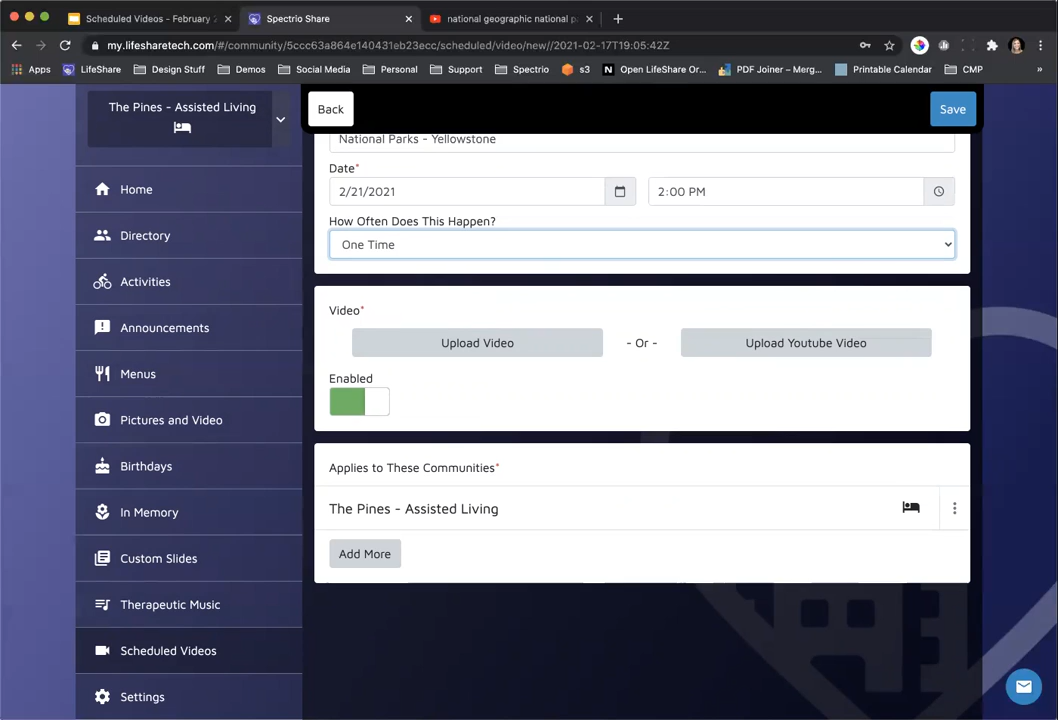 Scheduled Videos - February
Spectrio Share
national geographic national pa
my.lifesharetech.com/#/community/5ccc63a864e140431eb23ecc/scheduled/video/new//2021-02-17T19:05:42Z
Apps LifeShare Design Stuff Demos Social Media Personal Support Spectrio s3 Open LifeShare Or... PDF Joiner – Merg... Printable Calendar CMP »
The Pines - Assisted Living
Back
Save
National Parks - Yellowstone
Home
Date*
2/21/2021
2:00 PM
Directory
How Often Does This Happen?
One Time
Activities
Video*
Announcements
Upload Video
- Or -
Upload Youtube Video
Menus
Enabled
Pictures and Video
Birthdays
Applies to These Communities*
In Memory
The Pines - Assisted Living
Custom Slides
Add More
Therapeutic Music
Scheduled Videos
Settings